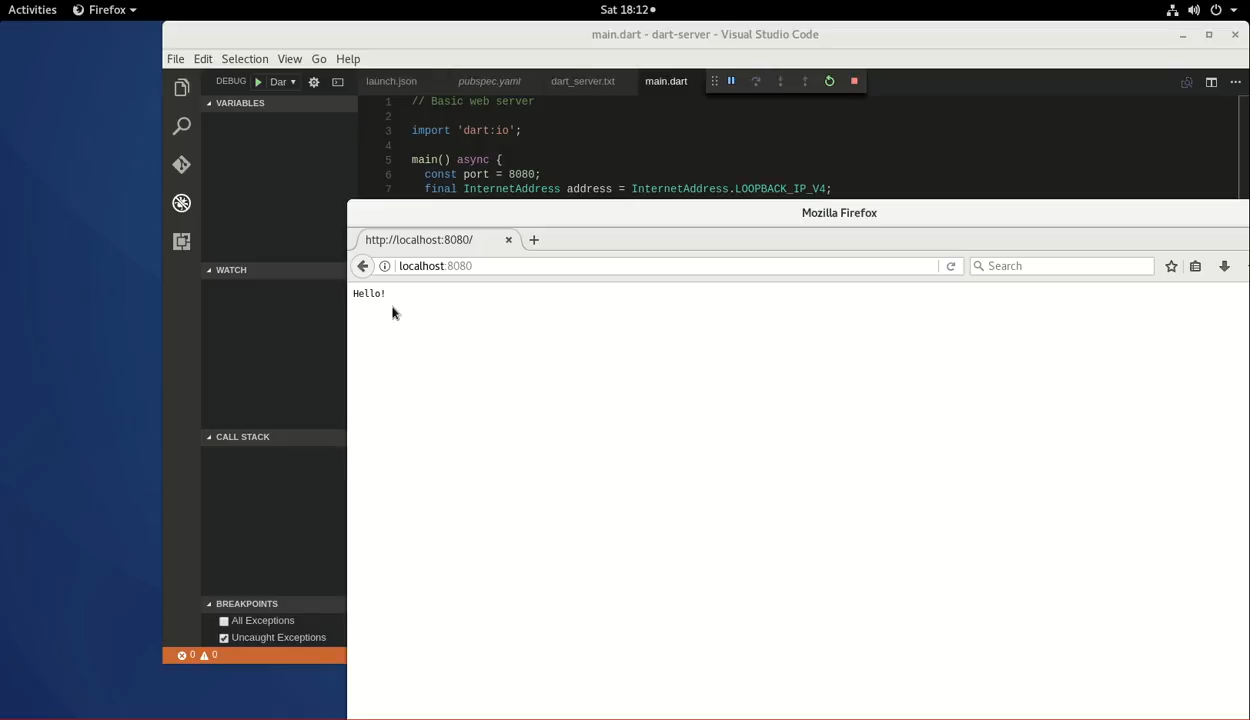 Activities Firefox Sat 18:12
main.dart - dart-server - Visual Studio Code
File Edit Selection View Go Help
DEBUG Dar launch.json pubspec.yaml dart_server.txt main.dart
VARIABLES
1 // Basic web server
2
3 import 'dart:io';
4
5 main() async {
6 const port = 8080;
7 final InternetAddress address = InternetAddress.LOOPBACK_IP_V4;
Mozilla Firefox
http://localhost:8080/
localhost:8080 Search
Hello!
WATCH
CALL STACK
BREAKPOINTS
All Exceptions
Uncaught Exceptions
0 0